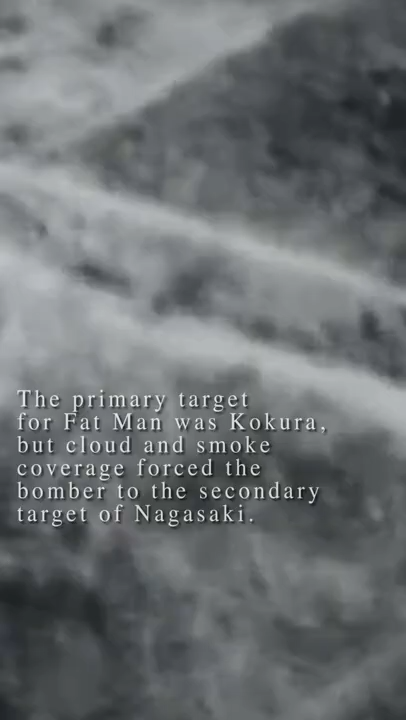 The primary target
for Fat Man was Kokura,
but cloud and smoke
coverage forced the
bomber to the secondary
target of Nagasaki.